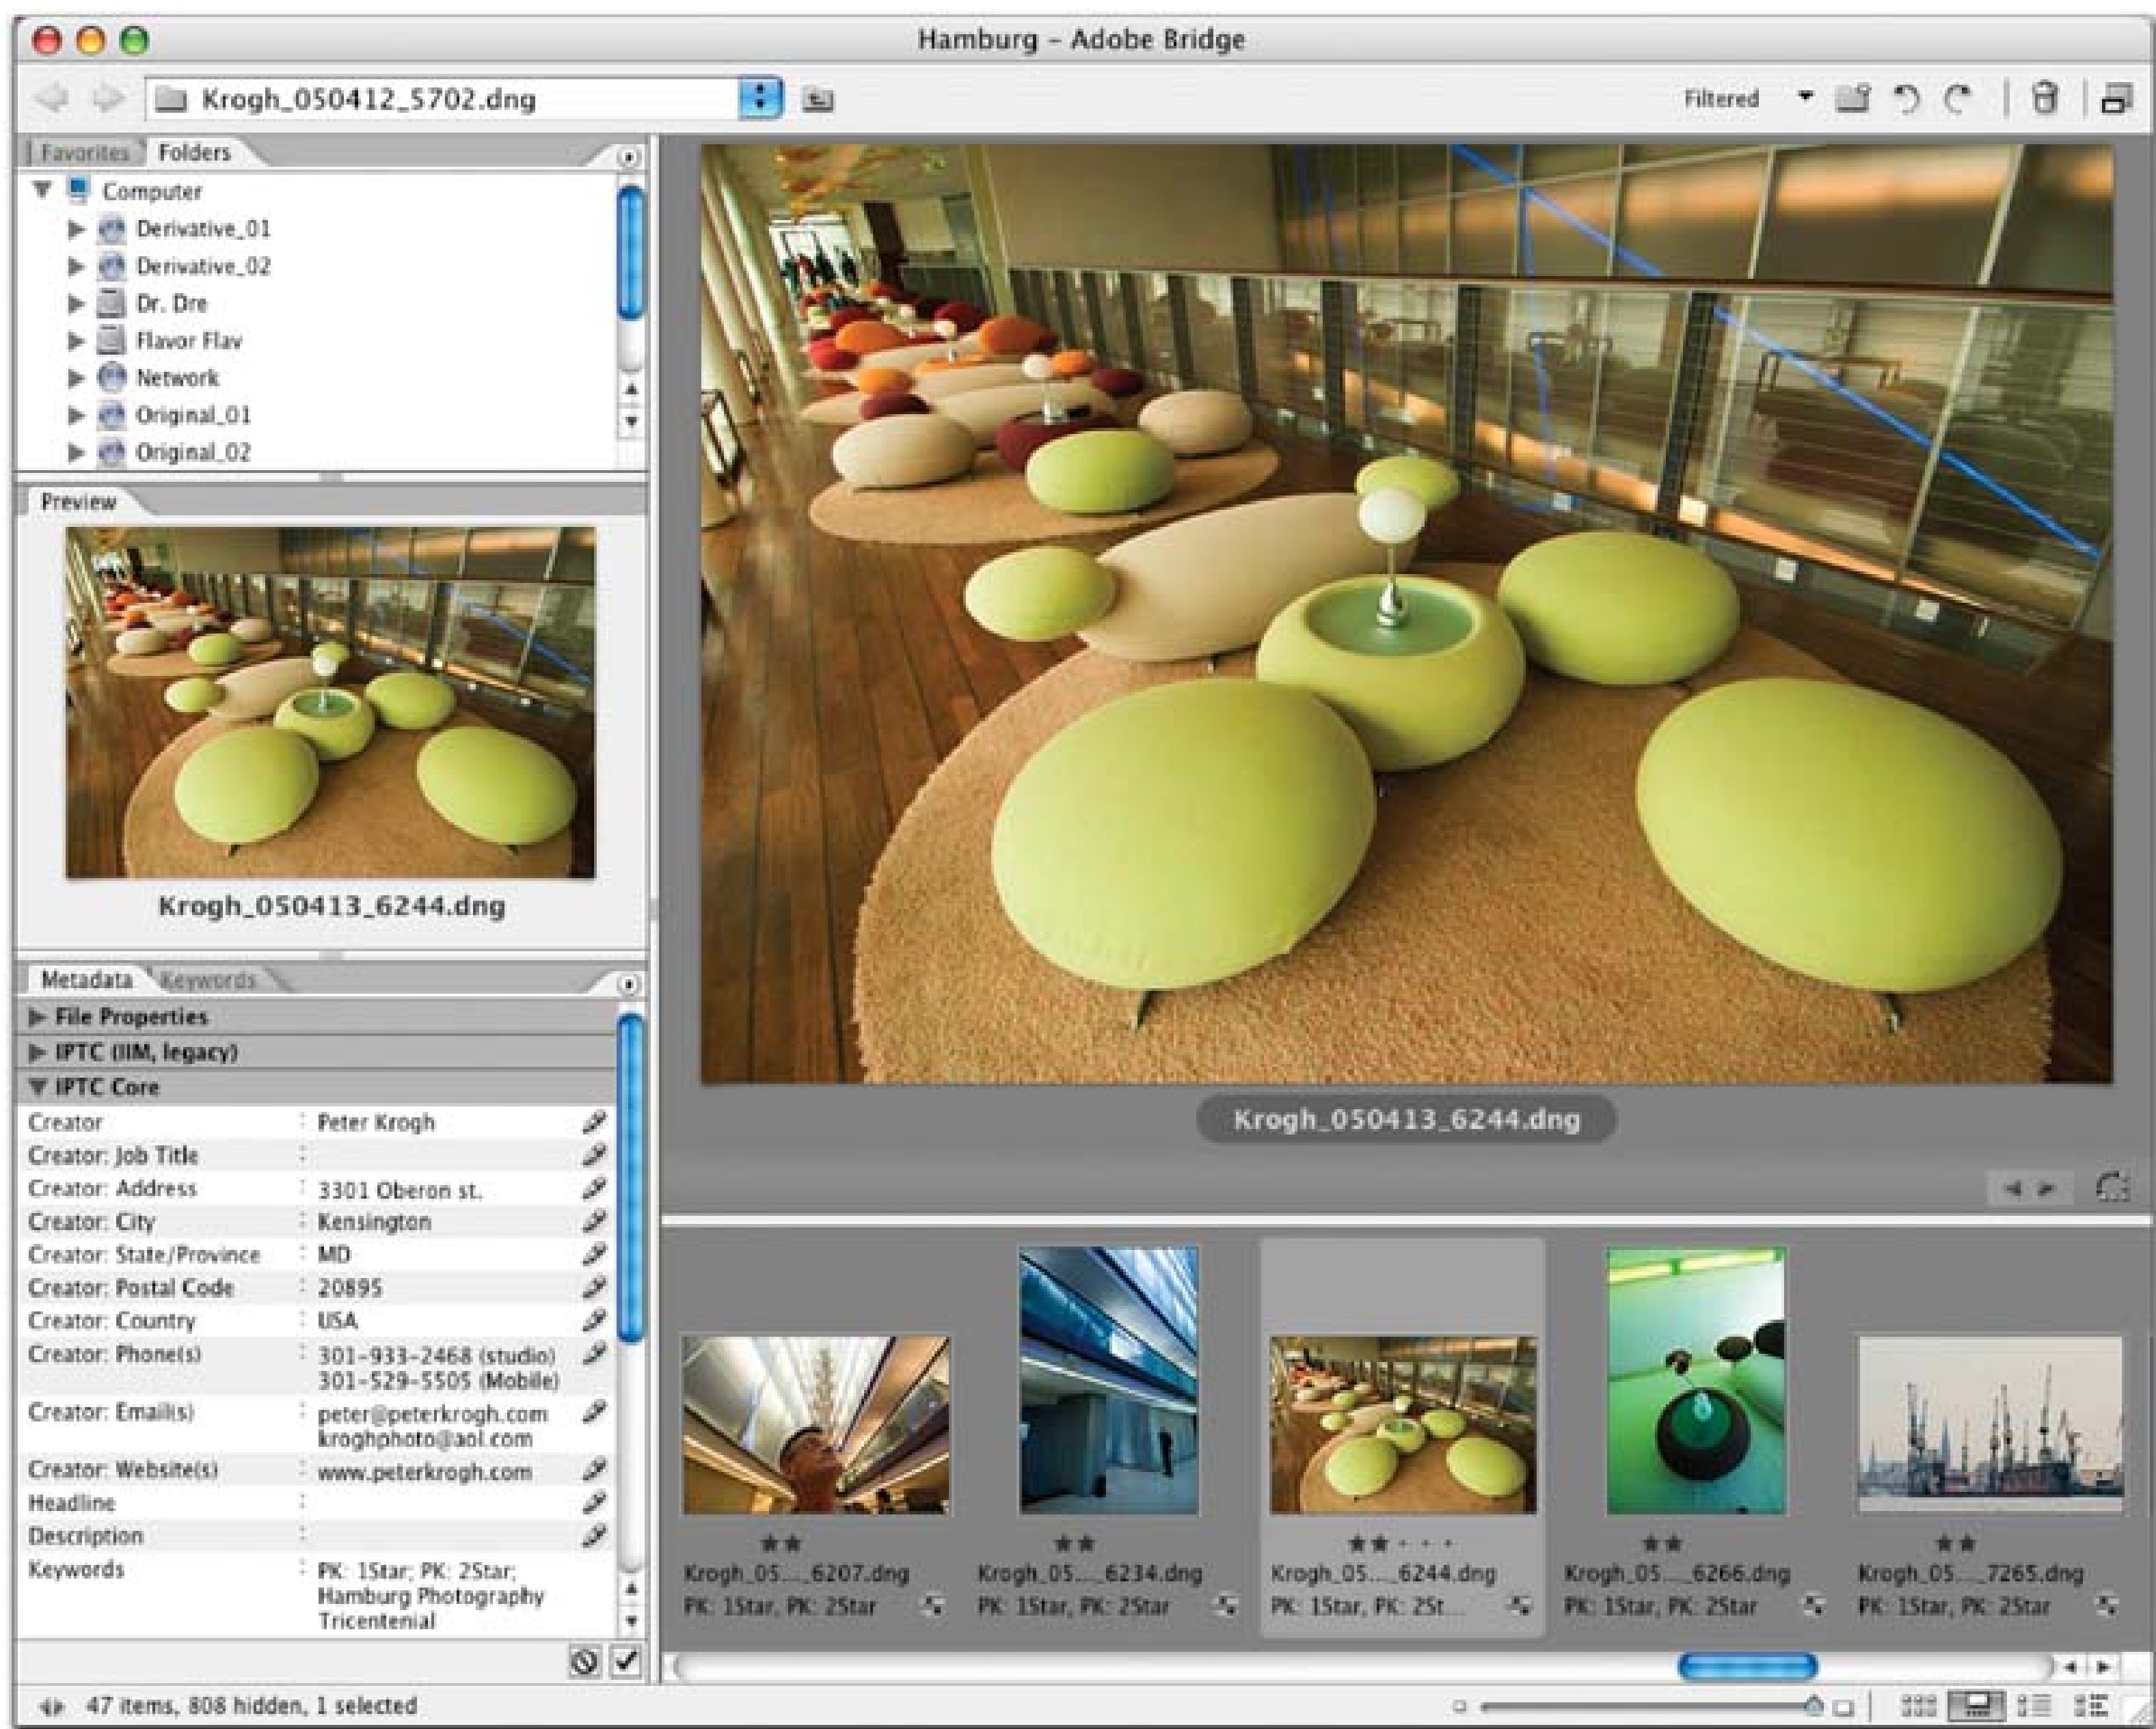 Hamburg – Adobe Bridge
Krogh_050412_5702.dng
Filtered
Favorites Folders
Computer
Derivative_01
Derivative_02
Dr. Dre
Flavor Flav
Network
Original_01
Original_02
Preview
Krogh_050413_6244.dng
Metadata Keywords
File Properties
IPTC (IIM, legacy)
IPTC Core
Creator : Peter Krogh
Creator: Job Title :
Creator: Address : 3301 Oberon st.
Creator: City : Kensington
Creator: State/Province : MD
Creator: Postal Code : 20895
Creator: Country : USA
Creator: Phone(s) : 301-933-2468 (studio)
301-529-5505 (Mobile)
Creator: Email(s) : peter@peterkrogh.com
kroghphoto@aol.com
Creator: Website(s) : www.peterkrogh.com
Headline :
Description :
Keywords : PK: 1Star; PK: 2Star;
Hamburg Photography
Tricentenial
47 items, 808 hidden, 1 selected
Krogh_050413_6244.dng
Krogh_05..._6207.dng
PK: 1Star, PK: 2Star
Krogh_05..._6234.dng
PK: 1Star, PK: 2Star
Krogh_05..._6244.dng
PK: 1Star, PK: 2St...
Krogh_05..._6266.dng
PK: 1Star, PK: 2Star
Krogh_05..._7265.dng
PK: 1Star, PK: 2Star